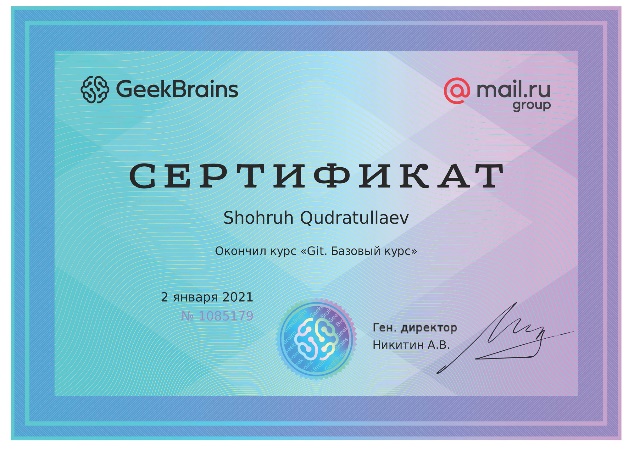 GeekBrains
@mail.ru
group
СЕРТИФИКАТ
Shohruh Qudratullaev
Окончил курс «Git. Базовый курс»
2 января 2021
№ 1085179
Ген. директор
Никитин А.В.